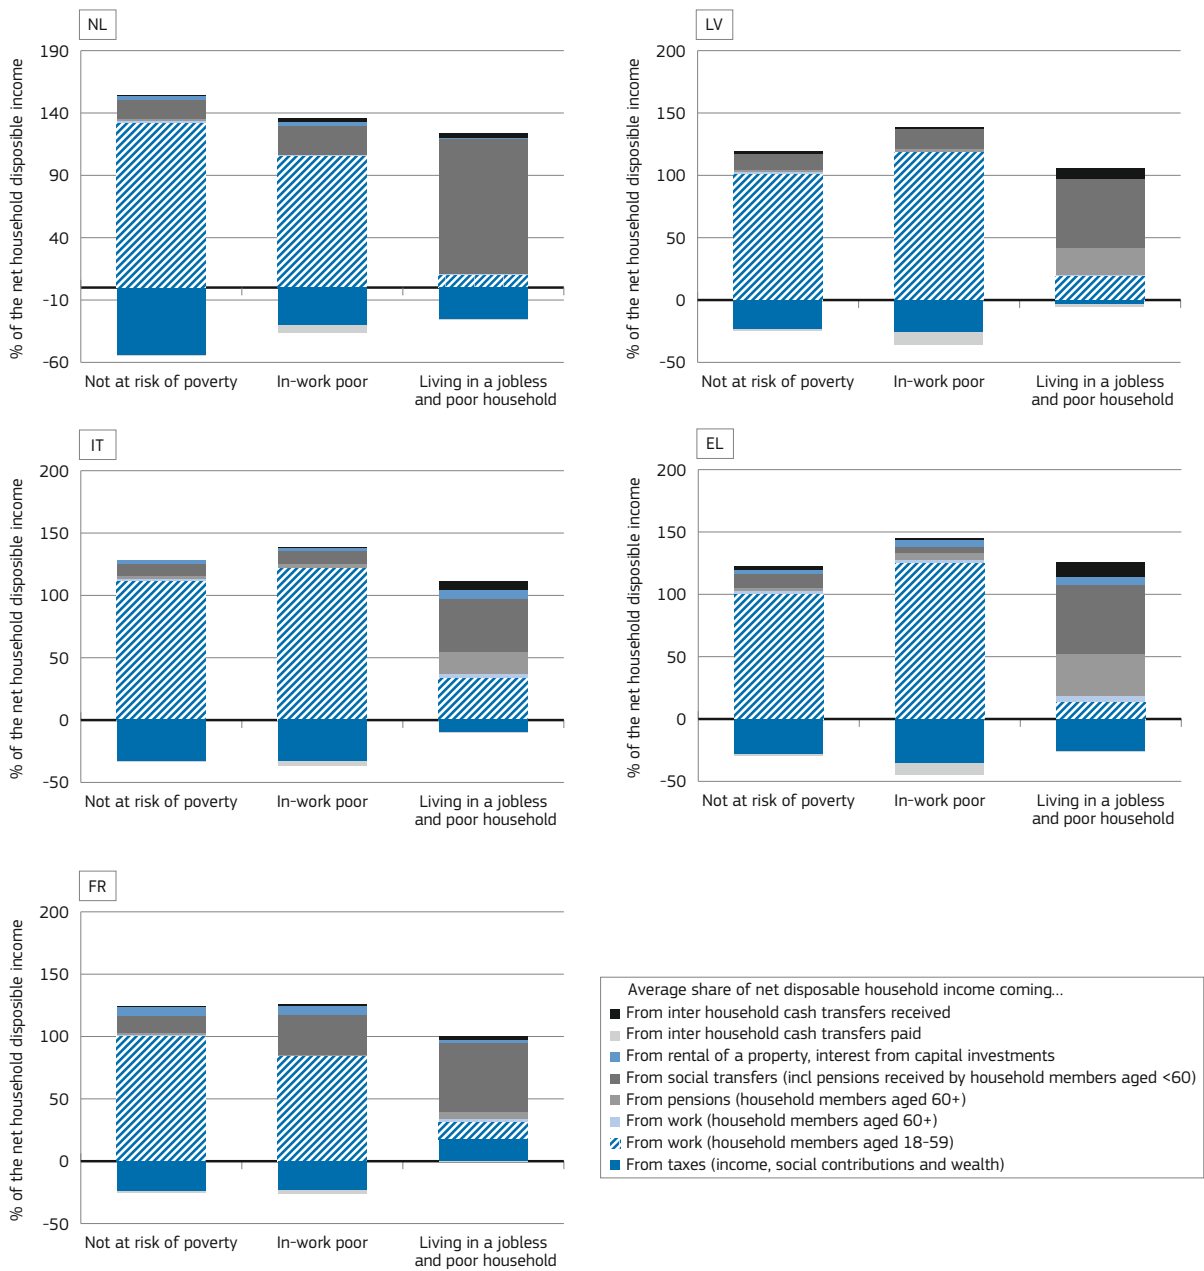 NL
% of the net household disposible income
190
140
90
40
-10
-60
Not at risk of poverty
In-work poor
Living in a jobless
and poor household
LV
% of the net household disposible income
200
150
100
50
0
-50
Not at risk of poverty
In-work poor
Living in a jobless
and poor household
IT
% of the net household disposible income
200
150
100
50
0
-50
Not at risk of poverty
In-work poor
Living in a jobless
and poor household
EL
% of the net household disposible income
200
150
100
50
0
-50
Not at risk of poverty
In-work poor
Living in a jobless
and poor household
FR
% of the net household disposible income
200
150
100
50
0
-50
Not at risk of poverty
In-work poor
Living in a jobless
and poor household
Average share of net disposable household income coming...
From inter household cash transfers received
From inter household cash transfers paid
From rental of a property, interest from capital investments
From social transfers (incl pensions received by household members aged <60)
From pensions (household members aged 60+)
From work (household members aged 60+)
From work (household members aged 18-59)
From taxes (income, social contributions and wealth)